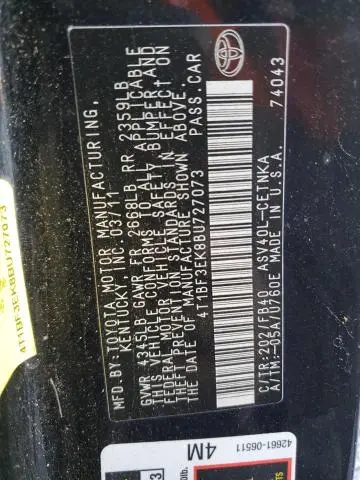 MFD.BY: TOYOTA MOTOR MANUFACTURING,
KENTUCKY, INC. 03/11
GVWR 4345LB GAWR FR 2668LB RR 2359LB
THIS VEHICLE CONFORMS TO ALL APPLICABLE
FEDERAL MOTOR VEHICLE SAFETY, BUMPER AND
THEFT PREVENTION STANDARDS IN EFFECT ON
DATE OF MANUFACTURE SHOWN ABOVE.
4T1BF3EK8BU727073 PASS.CAR
C/TR:202/FB40 ASV40L-CETNKA
A/TM:-05A/U760E MADE IN U.S.A. 74043
TOYOTA
4T1BF3EK8BU727073
42661-06511
4M